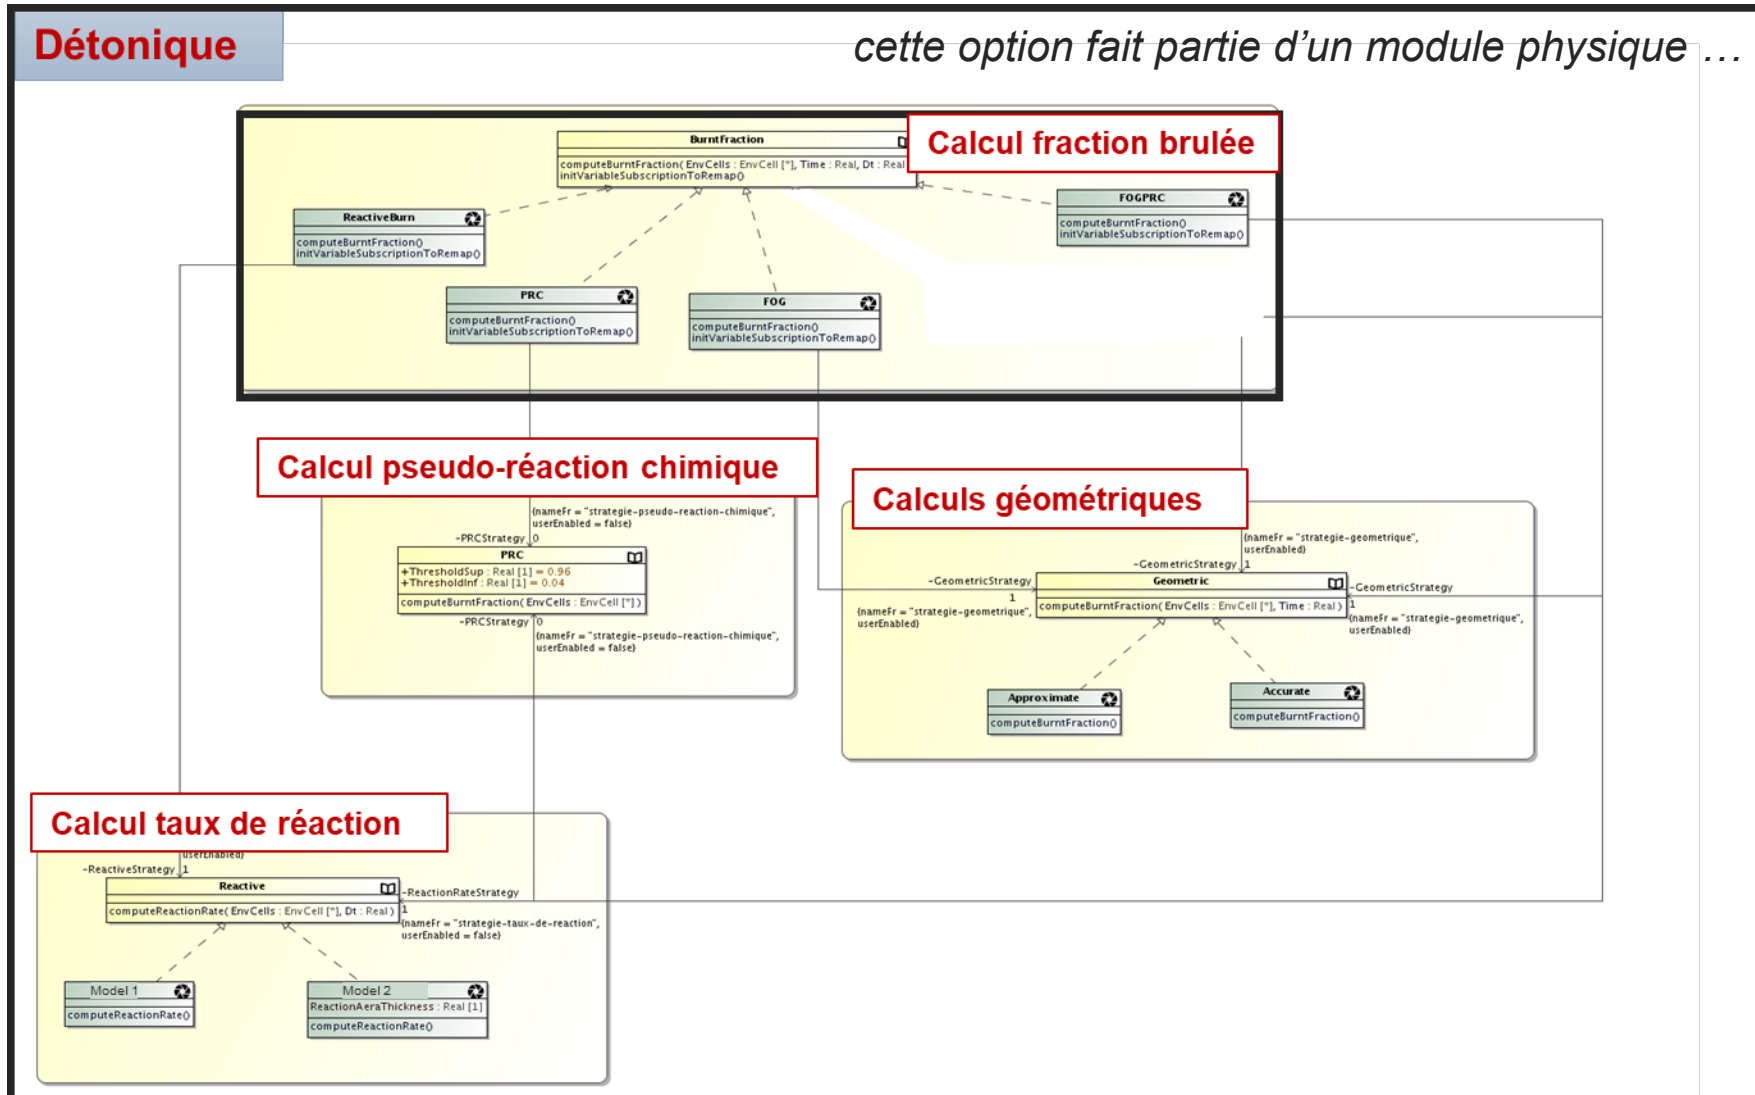 Détonique
cette option fait partie d’un module physique …
BurntFraction
Calcul fraction brulée
computeBurntFraction( EnvCells : EnvCell [*], Time : Real, Dt : Real
initVariableSubscriptionToRemap()
FOGPRC
computeBurntFraction()
initVariableSubscriptionToRemap()
ReactiveBurn
computeBurntFraction()
initVariableSubscriptionToRemap()
PRC
computeBurntFraction()
initVariableSubscriptionToRemap()
FOG
computeBurntFraction()
initVariableSubscriptionToRemap()
Calcul pseudo-réaction chimique
{nameFr = "strategie-pseudo-reaction-chimique",
userEnabled = false}
-PRCStrategy 0
PRC
+ThresholdSup : Real [1] = 0.96
+ThresholdInf : Real [1] = 0.04
computeBurntFraction( EnvCells : EnvCell [*] )
-PRCStrategy 0
{nameFr = "strategie-pseudo-reaction-chimique",
userEnabled = false}
Calculs géométriques
{nameFr = "strategie-geometrique",
userEnabled}
-GeometricStrategy 1
-GeometricStrategy
1
{nameFr = "strategie-geometrique",
userEnabled}
Geometric
computeBurntFraction( EnvCells : EnvCell [*], Time : Real )
-GeometricStrategy
1
{nameFr = "strategie-geometrique",
userEnabled}
Approximate
computeBurntFraction()
Accurate
computeBurntFraction()
Calcul taux de réaction
userEnabled}
-ReactiveStrategy 1
Reactive
computeReactionRate( EnvCells : EnvCell [*], Dt : Real )
-ReactionRateStrategy
1
{nameFr = "strategie-taux-de-reaction",
userEnabled = false}
Model 1
computeReactionRate()
Model 2
ReactionAeraThickness : Real [1]
computeReactionRate()